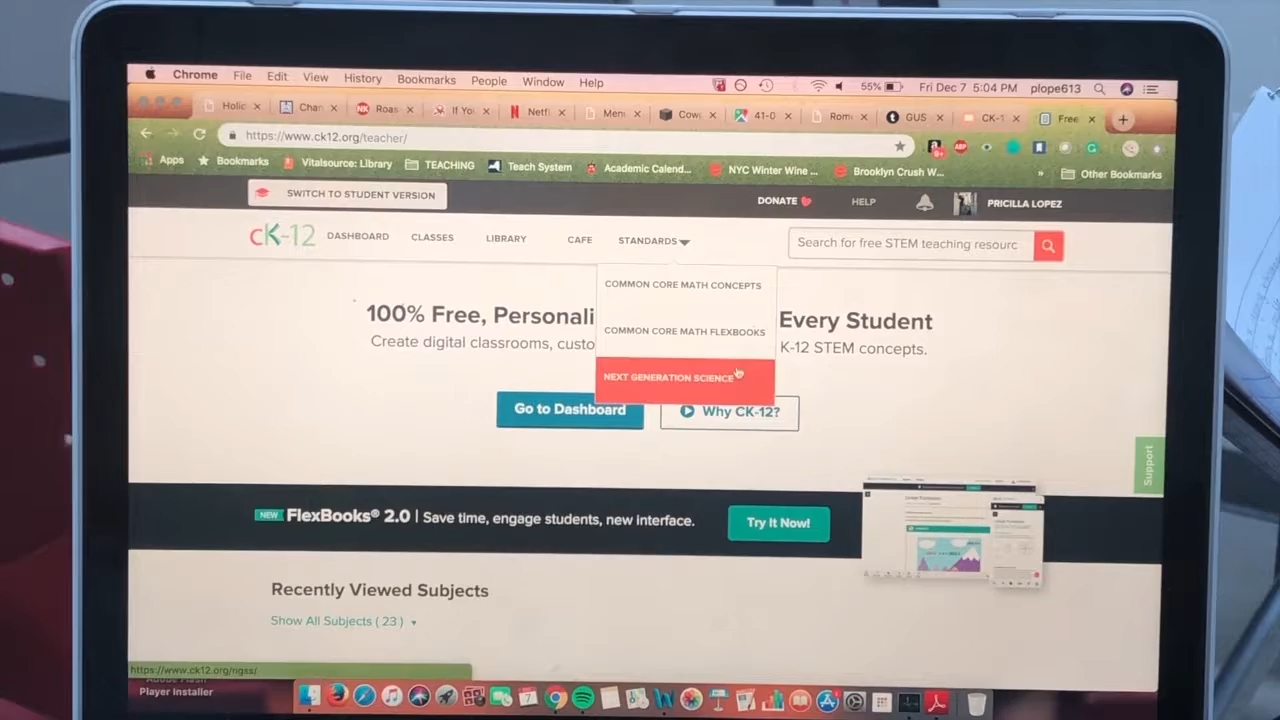 Chrome File Edit View History Bookmarks People Window Help 55% Fri Dec 7 5:04 PM plope613
Holic Chan Roas If Yo Netfl Men Cow 41-0 Rom GUS CK-1 Free
https://www.ck12.org/teacher/
Apps Bookmarks Vitalsource: Library TEACHING Teach System Academic Calend... NYC Winter Wine ... Brooklyn Crush W... » Other Bookmarks
SWITCH TO STUDENT VERSION DONATE HELP PRICILLA LOPEZ
cK-12 DASHBOARD CLASSES LIBRARY CAFE STANDARDS Search for free STEM teaching resourc
COMMON CORE MATH CONCEPTS
100% Free, Personali Every Student
COMMON CORE MATH FLEXBOOKS
Create digital classrooms, custo K-12 STEM concepts.
NEXT GENERATION SCIENCE
Go to Dashboard Why CK-12?
Support
NEW FlexBooks® 2.0 | Save time, engage students, new interface. Try It Now!
Recently Viewed Subjects
Show All Subjects ( 23 )
https://www.ck12.org/ngss/
Player Installer